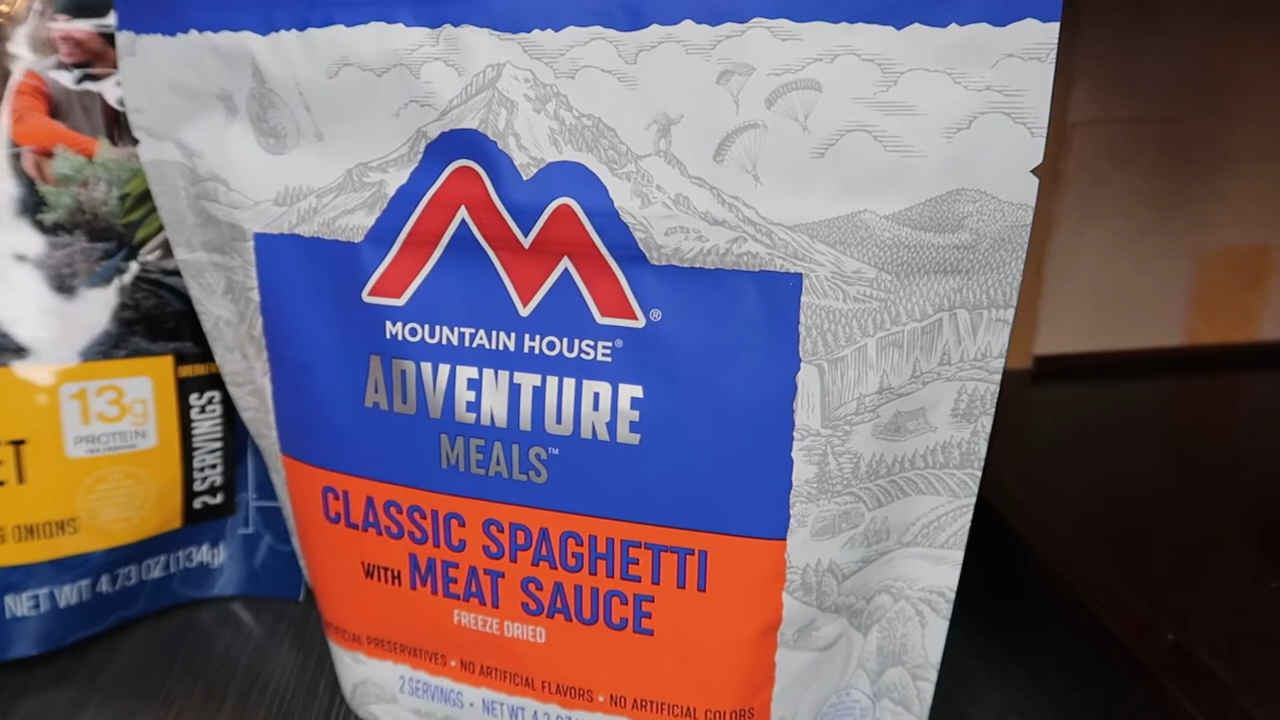 MOUNTAIN HOUSE®
ADVENTURE
MEALS™
CLASSIC SPAGHETTI
WITH MEAT SAUCE
FREEZE DRIED
PRESERVATIVES • NO ARTIFICIAL FLAVORS • NO ARTIFICIAL COLORS
2 SERVINGS • NET WT
13g
PROTEIN
2 SERVINGS
ET
ONIONS
NET WT 4.73 OZ (134g)